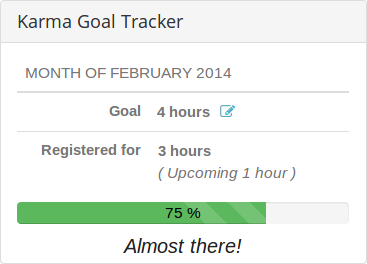 Karma Goal Tracker
MONTH OF FEBRUARY 2014
Goal 4 hours
Registered for 3 hours
( Upcoming 1 hour )
75 %
Almost there!